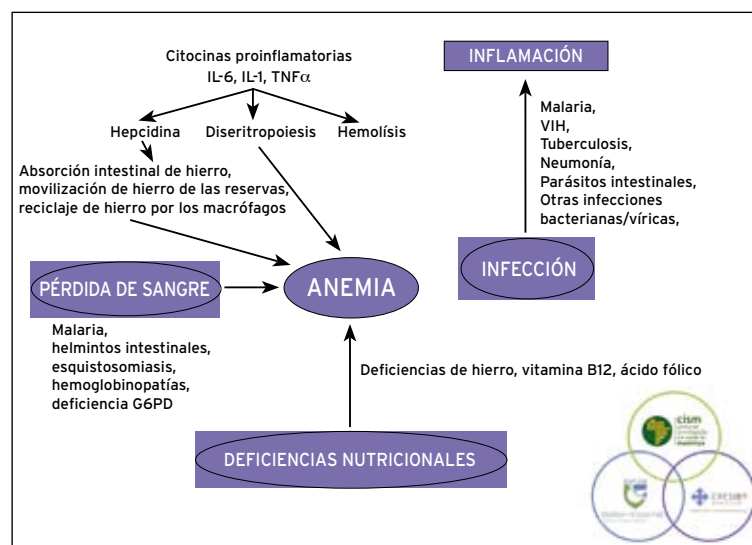 Citocinas proinflamatorias
IL-6, IL-1, TNFα
Hepcidina
Diseritropoiesis
Hemolísis
Absorción intestinal de hierro,
movilización de hierro de las reservas,
reciclaje de hierro por los macrófagos
INFLAMACIÓN
Malaria,
VIH,
Tuberculosis,
Neumonía,
Parásitos intestinales,
Otras infecciones
bacterianas/víricas,
INFECCIÓN
PÉRDIDA DE SANGRE
ANEMIA
Malaria,
helmintos intestinales,
esquistosomiasis,
hemoglobinopatías,
deficiencia G6PD
Deficiencias de hierro, vitamina B12, ácido fólico
DEFICIENCIAS NUTRICIONALES
cism